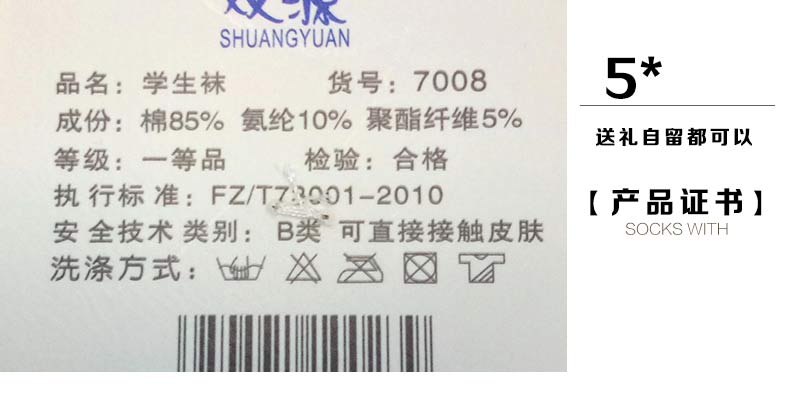 SHUANGYUAN
品名：学生袜 货号：7008
成份：棉85% 氨纶10% 聚酯纤维5%
等级：一等品 检验：合格
执行标准：FZ/T73001-2010
安全技术类别：B类 可直接接触皮肤
洗涤方式：
5*
送礼自留都可以
【产品证书】
SOCKS WITH